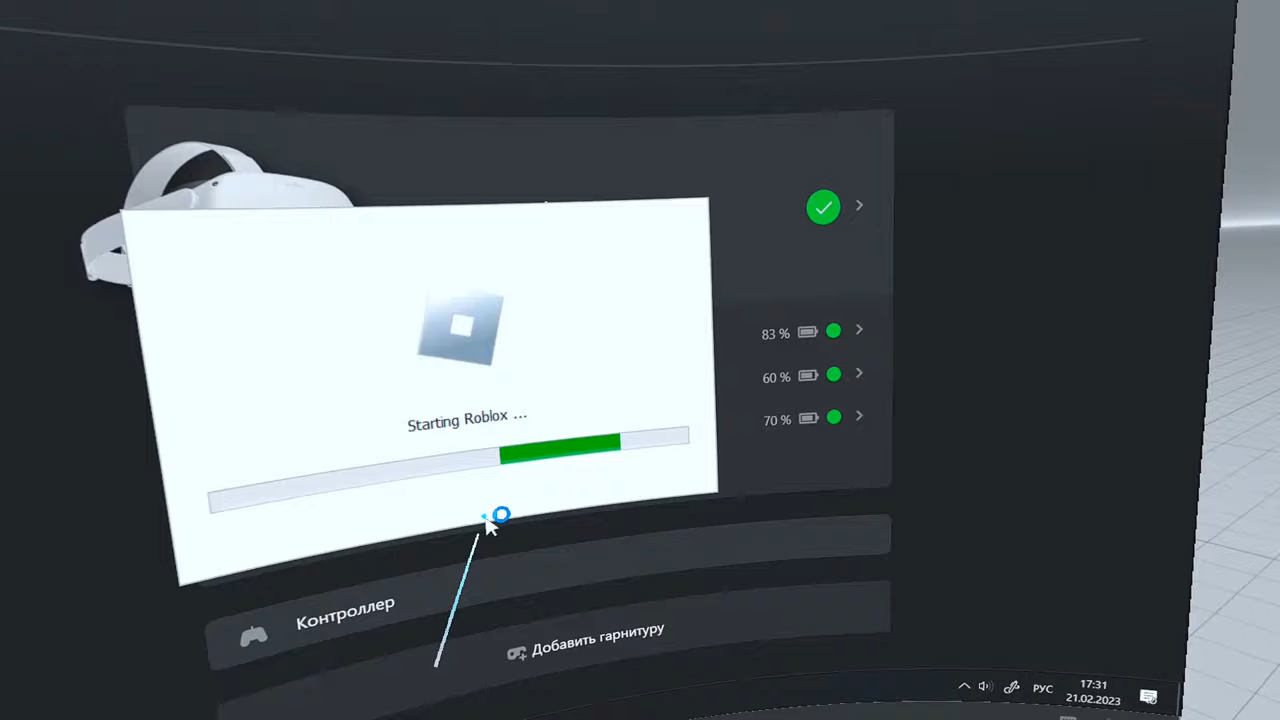 83 %
60 %
70 %
Starting Roblox ...
Контроллер
Добавить гарнитуру
РУС
17:31
21.02.2023